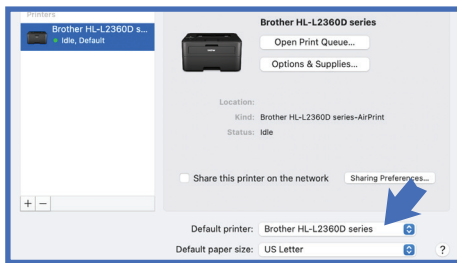 Printers
Brother HL-L2360D s...
Idle, Default
Brother HL-L2360D series
Open Print Queue...
Options & Supplies...
Location:
Kind: Brother HL-L2360D series-AirPrint
Status: Idle
Share this printer on the network
Sharing Preferences...
+ −
Default printer: Brother HL-L2360D series
Default paper size: US Letter
?